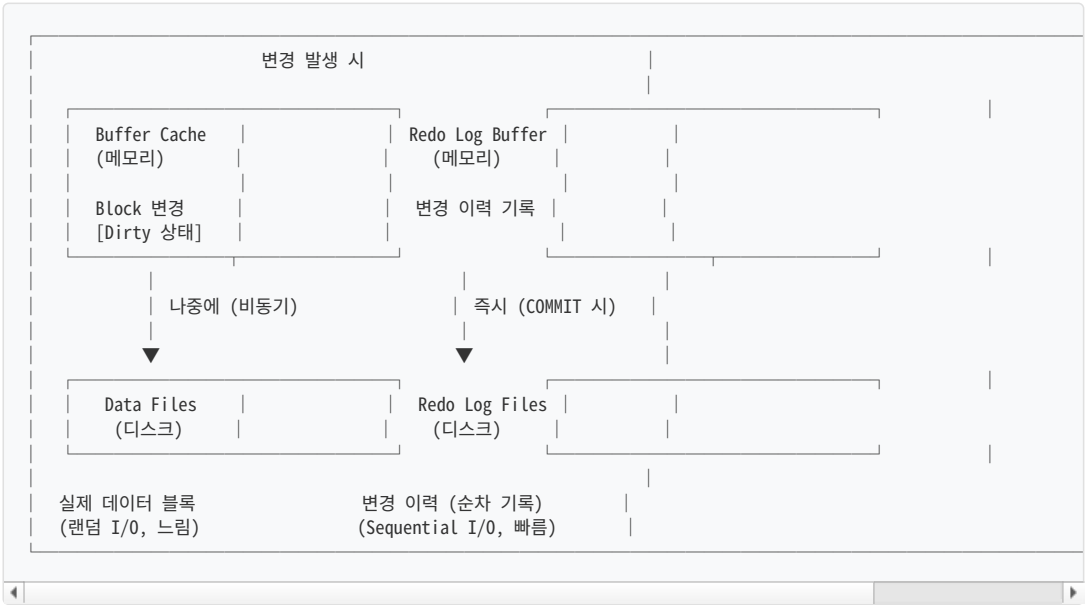 변경 발생 시
Buffer Cache Redo Log Buffer
(메모리) (메모리)
Block 변경 변경 이력 기록
[Dirty 상태]
나중에 (비동기) 즉시 (COMMIT 시)
Data Files Redo Log Files
(디스크) (디스크)
실제 데이터 블록 변경 이력 (순차 기록)
(랜덤 I/O, 느림) (Sequential I/O, 빠름)